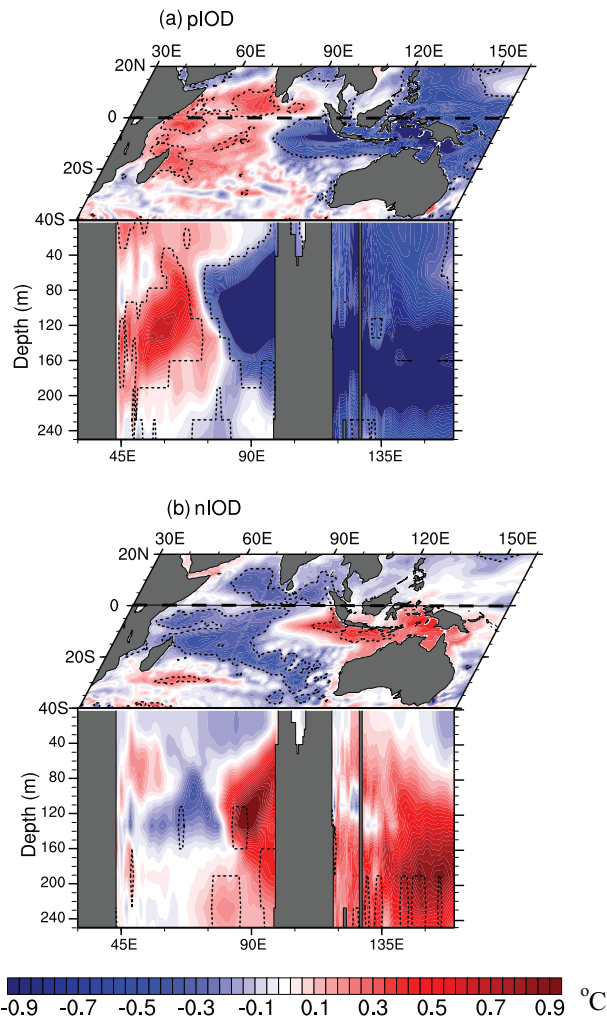 (a) pIOD
30E 60E 90E 120E 150E
20N
0
20S
40S
40
80
120
160
200
240
Depth (m)
45E 90E 135E
(b) nIOD
30E 60E 90E 120E 150E
20N
0
20S
40S
40
80
120
160
200
240
Depth (m)
45E 90E 135E
-0.9 -0.7 -0.5 -0.3 -0.1 0.1 0.3 0.5 0.7 0.9 °C